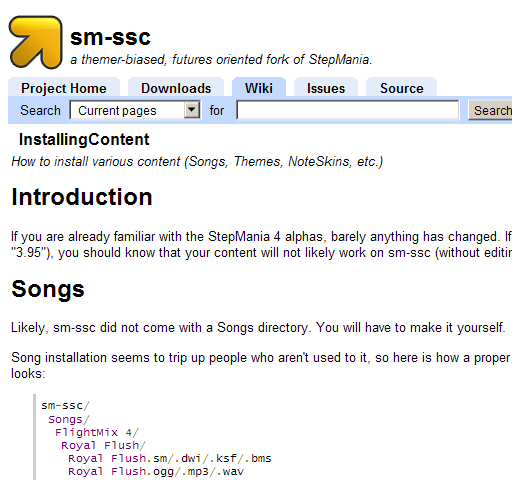 sm-ssc
a themer-biased, futures oriented fork of StepMania.
Project Home Downloads Wiki Issues Source
Search Current pages for Search
InstallingContent
How to install various content (Songs, Themes, NoteSkins, etc.)
Introduction
If you are already familiar with the StepMania 4 alphas, barely anything has changed. If
"3.95"), you should know that your content will not likely work on sm-ssc (without editin
Songs
Likely, sm-ssc did not come with a Songs directory. You will have to make it yourself.
Song installation seems to trip up people who aren't used to it, so here is how a proper
looks:
sm-ssc/
Songs/
FlightMix 4/
Royal Flush/
Royal Flush.sm/.dwi/.ksf/.bms
Royal Flush.ogg/.mp3/.wav